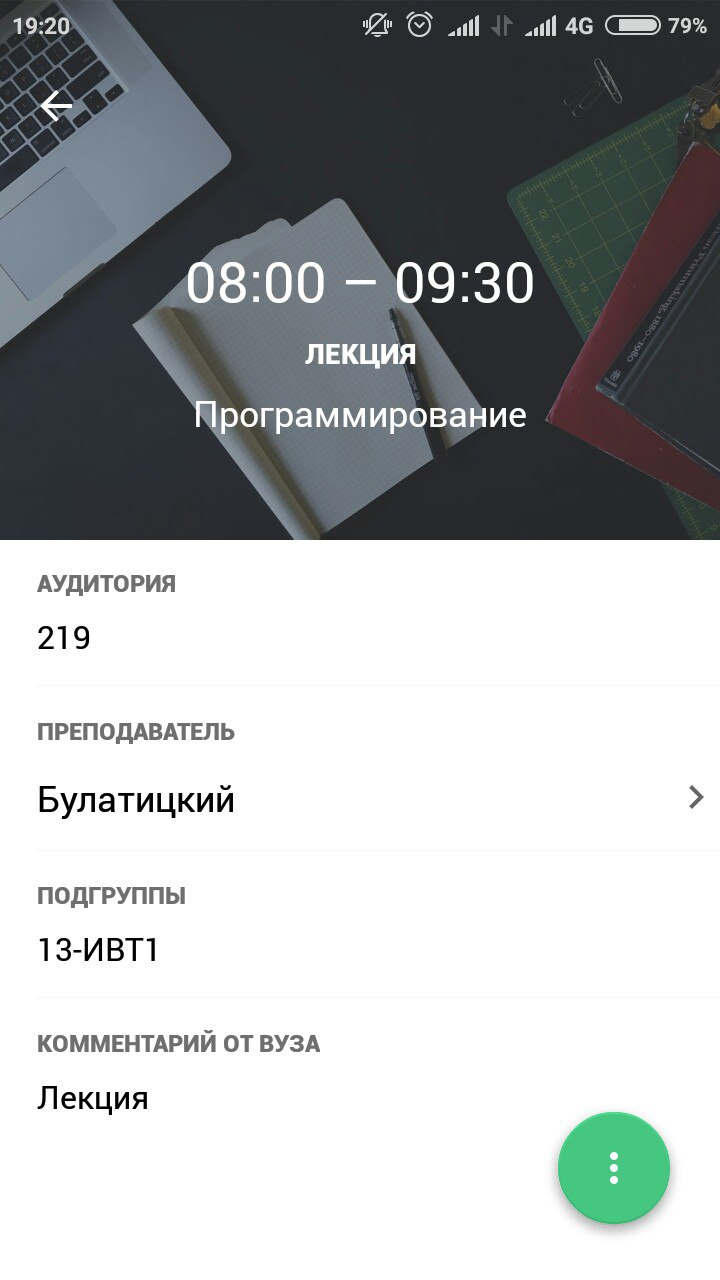 19:20
4G 79%
08:00 – 09:30
ЛЕКЦИЯ
Программирование
АУДИТОРИЯ
219
ПРЕПОДАВАТЕЛЬ
Булатицкий
ПОДГРУППЫ
13-ИВТ1
КОММЕНТАРИЙ ОТ ВУЗА
Лекция